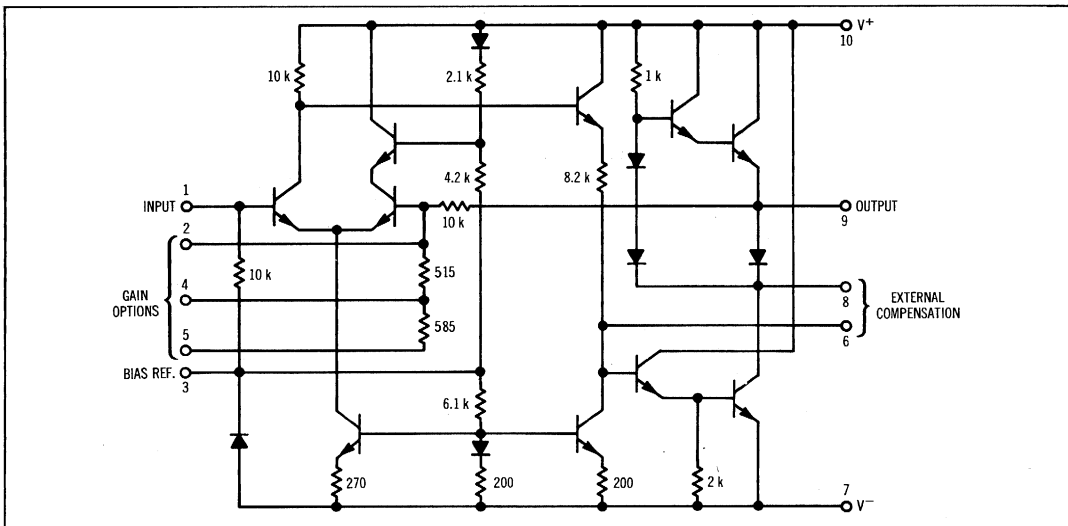 V+
10
10 k
2.1 k
1 k
4.2 k
8.2 k
1
INPUT
10 k
OUTPUT
9
2
10 k
515
GAIN
OPTIONS
4
585
8
EXTERNAL
COMPENSATION
6
5
BIAS REF.
3
6.1 k
270
200
200
2 k
7
V−